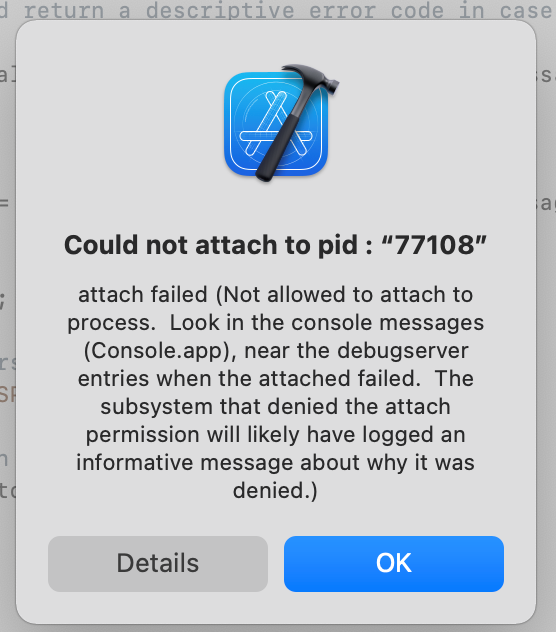 d return a descriptive error code in case
Could not attach to pid : “77108”
attach failed (Not allowed to attach to
process.  Look in the console messages
(Console.app), near the debugserver
entries when the attached failed.  The
subsystem that denied the attach
permission will likely have logged an
informative message about why it was
denied.)
Details
OK